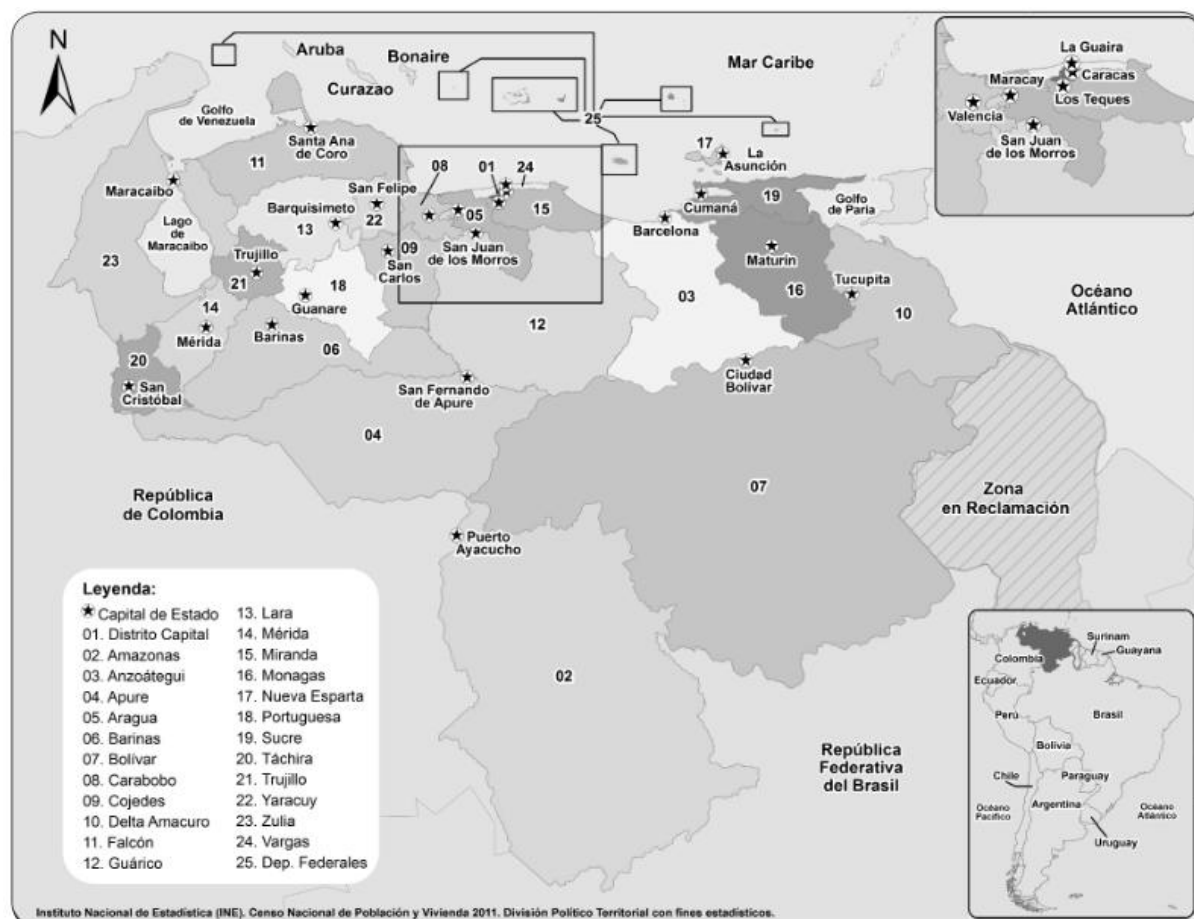 N
Aruba
Bonaire
Curazao
Mar Caribe
Golfo
de Venezuela
25
Santa Ana
de Coro
11
17
La
Asunción
08
01
24
Maracaibo
San Felipe
Cumaná
19
Golfo
de Paria
Barquisimeto
22
05
15
13
Barcelona
Lago
de
Maracaibo
San Juan
de los Morros
09
San
Carlos
23
Trujillo
21
Maturín
16
Tucupita
18
Guanare
03
10
Océano
Atlántico
14
Mérida
Barinas
06
12
20
San
Cristóbal
San Fernando
de Apure
Ciudad
Bolívar
04
07
República
de Colombia
Zona
en Reclamación
Puerto
Ayacucho
02
República
Federativa
del Brasil
La Guaira
Maracay
Caracas
Los Teques
Valencia
San Juan
de los Morros
Leyenda:
Capital de Estado
01. Distrito Capital
02. Amazonas
03. Anzoátegui
04. Apure
05. Aragua
06. Barinas
07. Bolívar
08. Carabobo
09. Cojedes
10. Delta Amacuro
11. Falcón
12. Guárico
13. Lara
14. Mérida
15. Miranda
16. Monagas
17. Nueva Esparta
18. Portuguesa
19. Sucre
20. Táchira
21. Trujillo
22. Yaracuy
23. Zulia
24. Vargas
25. Dep. Federales
Surinam
Guayana
Colombia
Ecuador
Perú
Brasil
Bolívia
Chile
Paraguay
Argentina
Océano
Pacífico
Océano
Atlántico
Uruguay
Instituto Nacional de Estadística (INE). Censo Nacional de Población y Vivienda 2011. División Político Territorial con fines estadísticos.